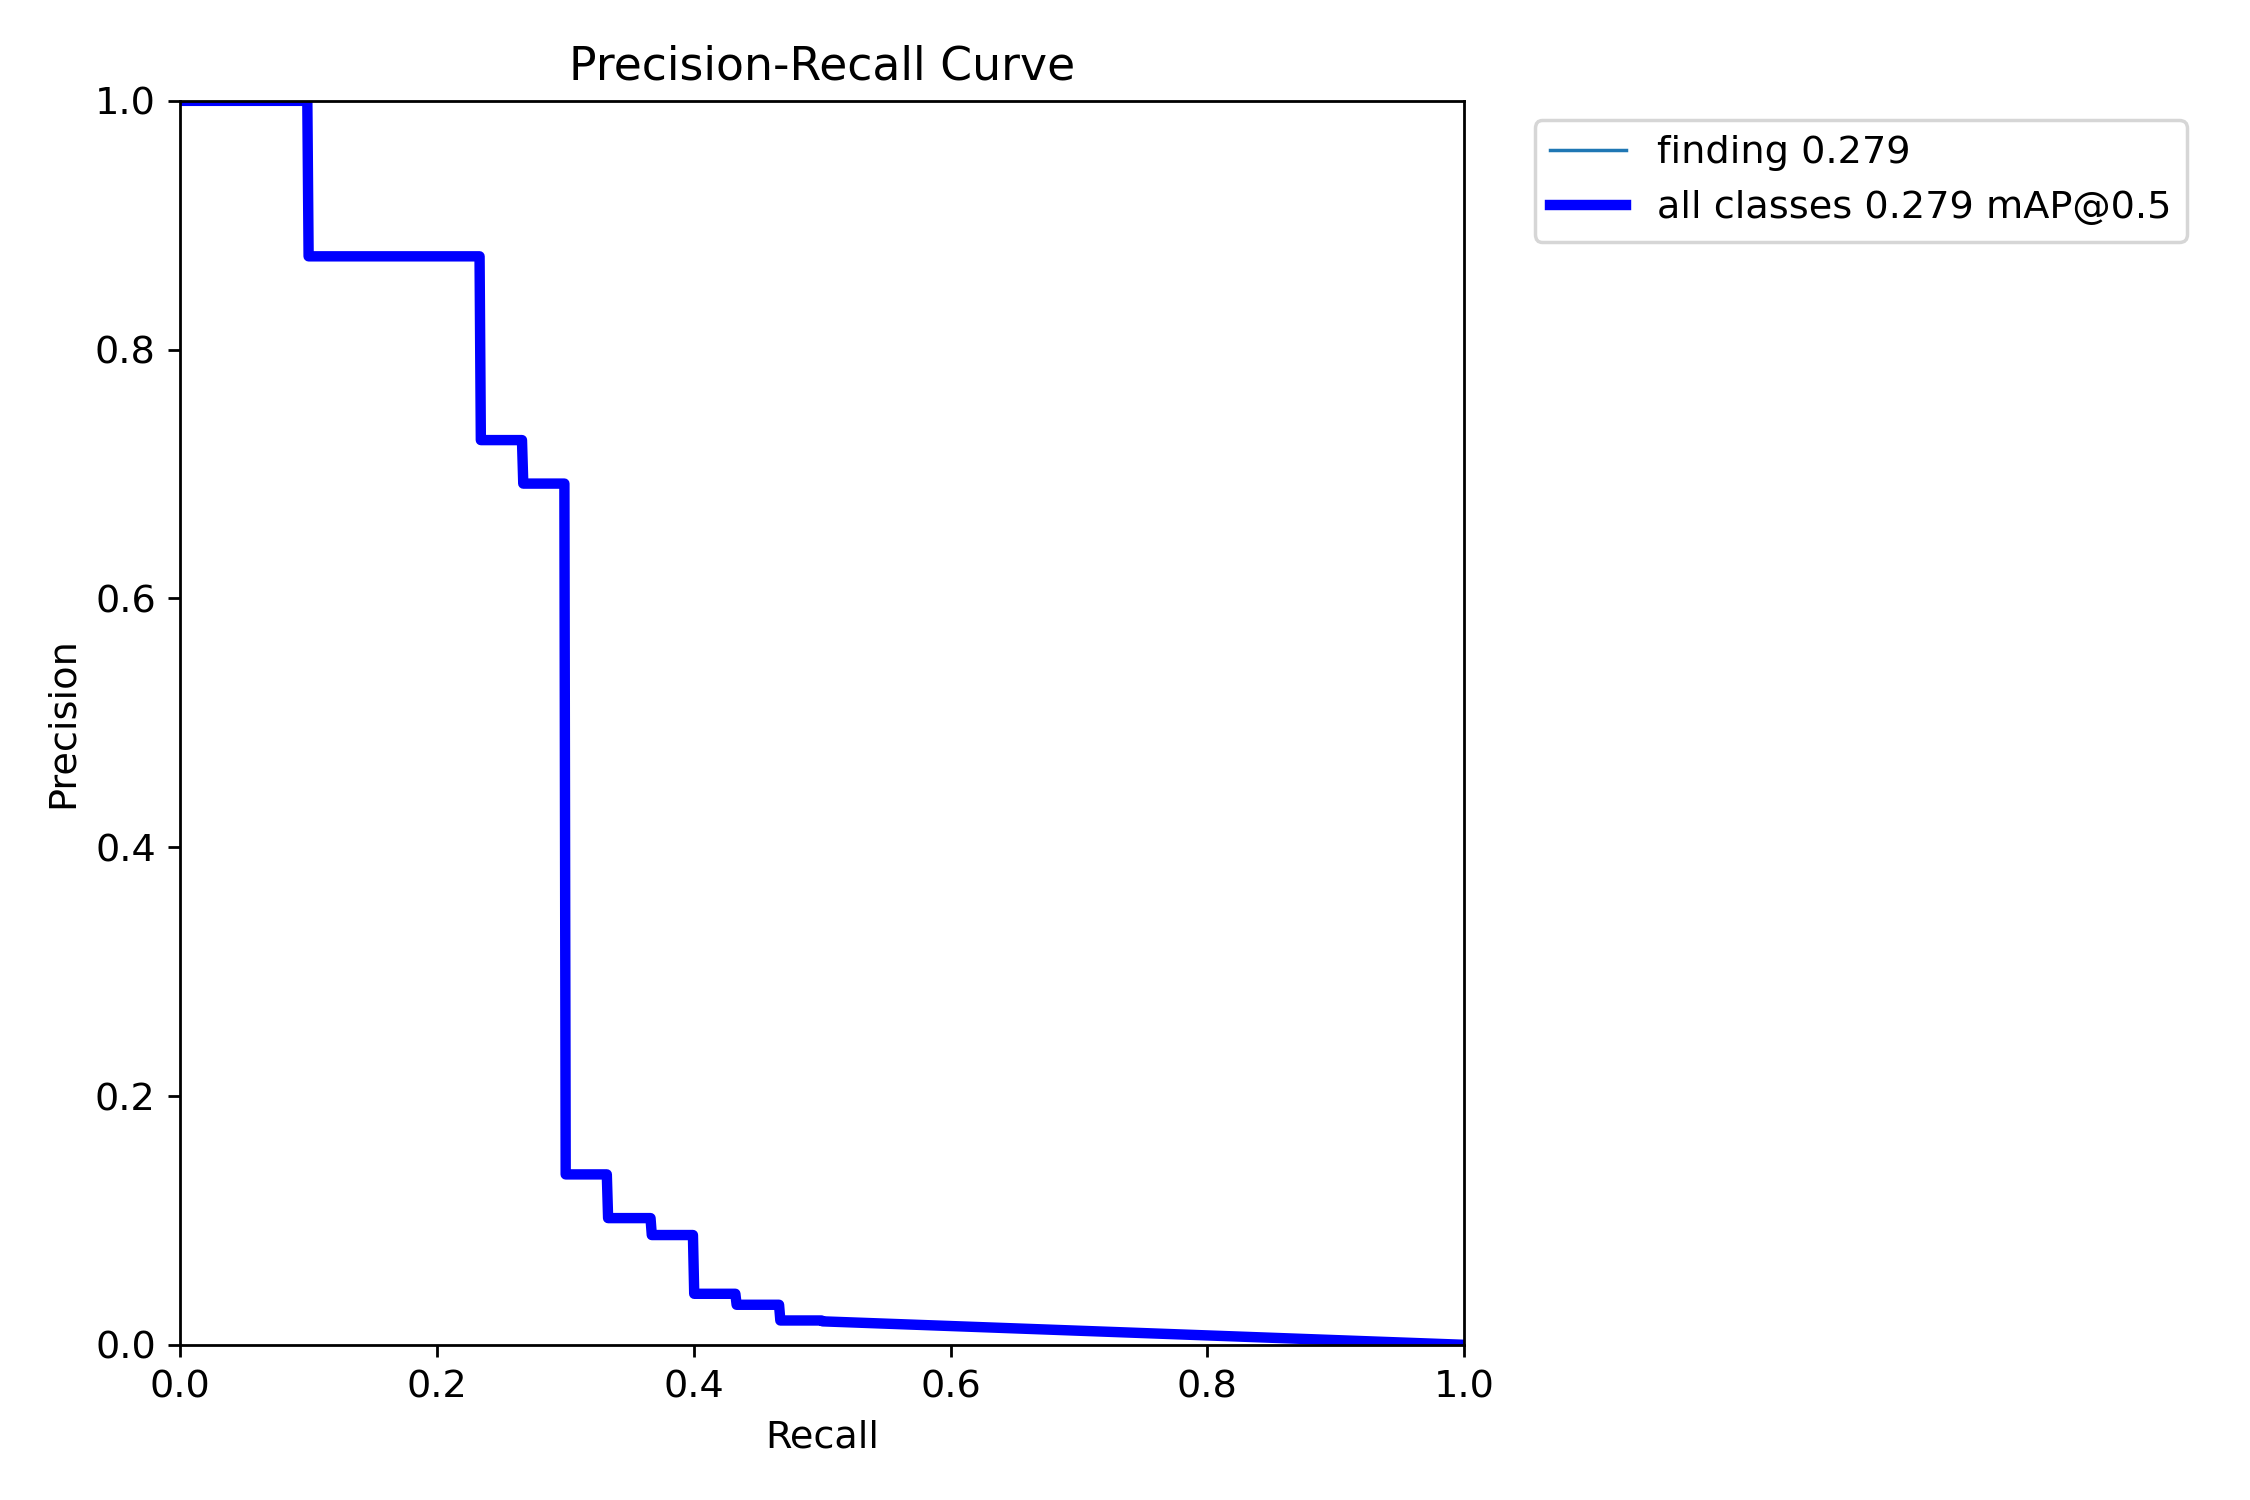 Precision-Recall Curve
finding 0.279
all classes 0.279 mAP@0.5
1.0
0.8
0.6
0.4
0.2
0.0
Precision
0.0 0.2 0.4 0.6 0.8 1.0
Recall